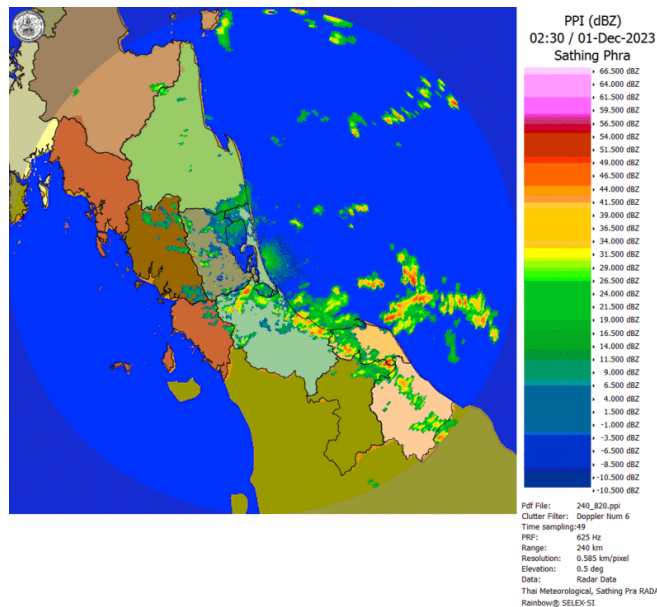 PPI (dBZ)
02:30 / 01-Dec-2023
Sathing Phra
66.500 dBZ
64.000 dBZ
61.500 dBZ
59.500 dBZ
56.500 dBZ
54.000 dBZ
51.500 dBZ
49.000 dBZ
46.500 dBZ
44.000 dBZ
41.500 dBZ
39.000 dBZ
36.500 dBZ
34.000 dBZ
31.500 dBZ
29.000 dBZ
26.500 dBZ
24.000 dBZ
21.500 dBZ
19.000 dBZ
16.500 dBZ
14.000 dBZ
11.500 dBZ
9.000 dBZ
6.500 dBZ
4.000 dBZ
1.500 dBZ
-1.000 dBZ
-3.500 dBZ
-6.500 dBZ
-8.500 dBZ
-10.500 dBZ
-10.500 dBZ
Pdf File: 240_820.ppi
Clutter Filter: Doppler Num 6
Time sampling:49
PRF: 625 Hz
Range: 240 km
Resolution: 0.585 km/pixel
Elevation: 0.5 deg
Data: Radar Data
Thai Meteorological, Sathing Pra RADA
Rainbow® SELEX-SI